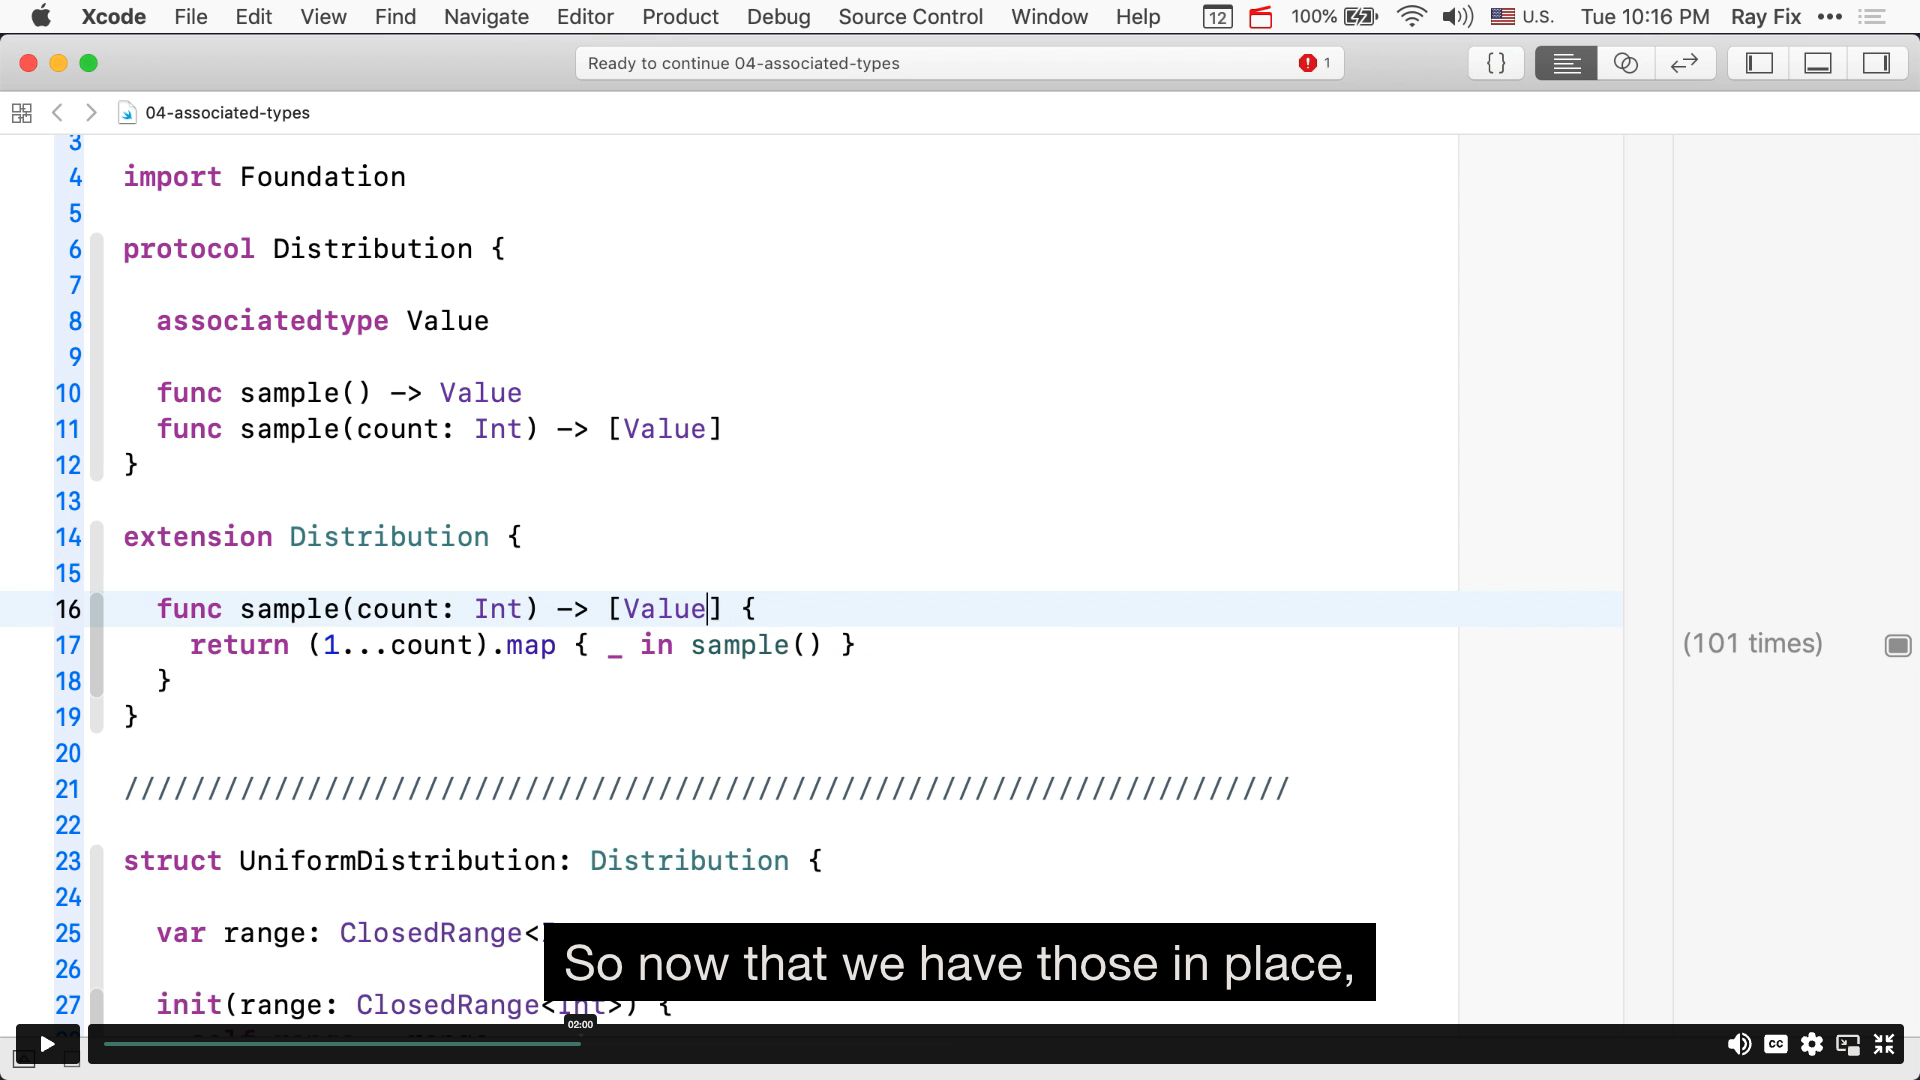 Xcode File Edit View Find Navigate Editor Product Debug Source Control Window Help 12 100% U.S. Tue 10:16 PM Ray Fix
Ready to continue 04-associated-types 1
04-associated-types
3
4 import Foundation
5
6 protocol Distribution {
7
8 associatedtype Value
9
10 func sample() -> Value
11 func sample(count: Int) -> [Value]
12 }
13
14 extension Distribution {
15
16 func sample(count: Int) -> [Value] {
17 return (1...count).map { _ in sample() }
(101 times)
18 }
19 }
20
21 //////////////////////////////////////////////////////////////////////
22
23 struct UniformDistribution: Distribution {
24
25 var range: ClosedRange<
26
27 init(range: ClosedRange<Int>) {
So now that we have those in place,
02:00
CC